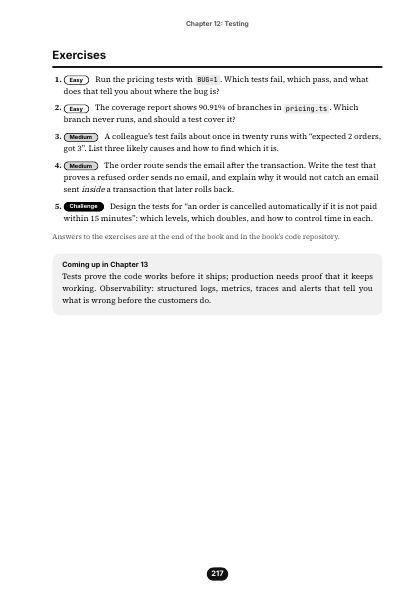 Chapter 12: Testing
Exercises
1. Easy Run the pricing tests with BUG=1. Which tests fail, which pass, and what
does that tell you about where the bug is?
2. Easy The coverage report shows 90.91% of branches in pricing.ts. Which
branch never runs, and should a test cover it?
3. Medium A colleague's test fails about once in twenty runs with “expected 2 orders,
got 3”. List three likely causes and how to find which it is.
4. Medium The order route sends the email after the transaction. Write the test that
proves a refused order sends no email, and explain why it would not catch an email
sent inside a transaction that later rolls back.
5. Challenge Design the tests for “an order is cancelled automatically if it is not paid
within 15 minutes”: which levels, which doubles, and how to control time in each.
Answers to the exercises are at the end of the book and in the book's code repository.
Coming up in Chapter 13
Tests prove the code works before it ships; production needs proof that it keeps
working. Observability: structured logs, metrics, traces and alerts that tell you
what is wrong before the customers do.
217